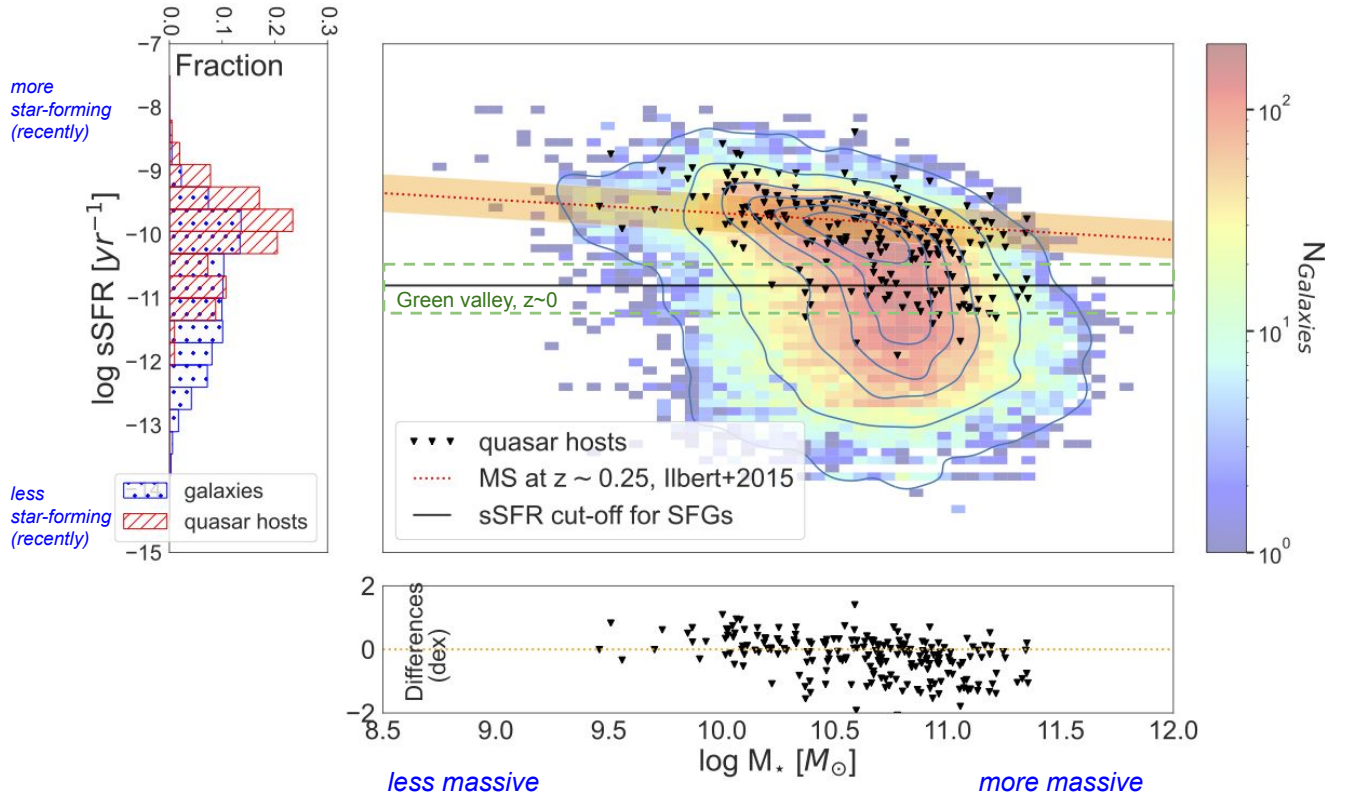 0.0 0.1 0.2 0.3
Fraction
more
star-forming
(recently)
less
star-forming
(recently)
log sSFR [yr⁻¹]
−7
−8
−9
−10
−11
−12
−13
−15
galaxies
quasar hosts
Green valley, z~0
quasar hosts
MS at z ~ 0.25, Ilbert+2015
sSFR cut-off for SFGs
10²
10¹
10⁰
N_Galaxies
Differences
(dex)
2
0
−2
8.5 9.0 9.5 10.0 10.5 11.0 11.5 12.0
log M⋆ [M⊙]
less massive more massive